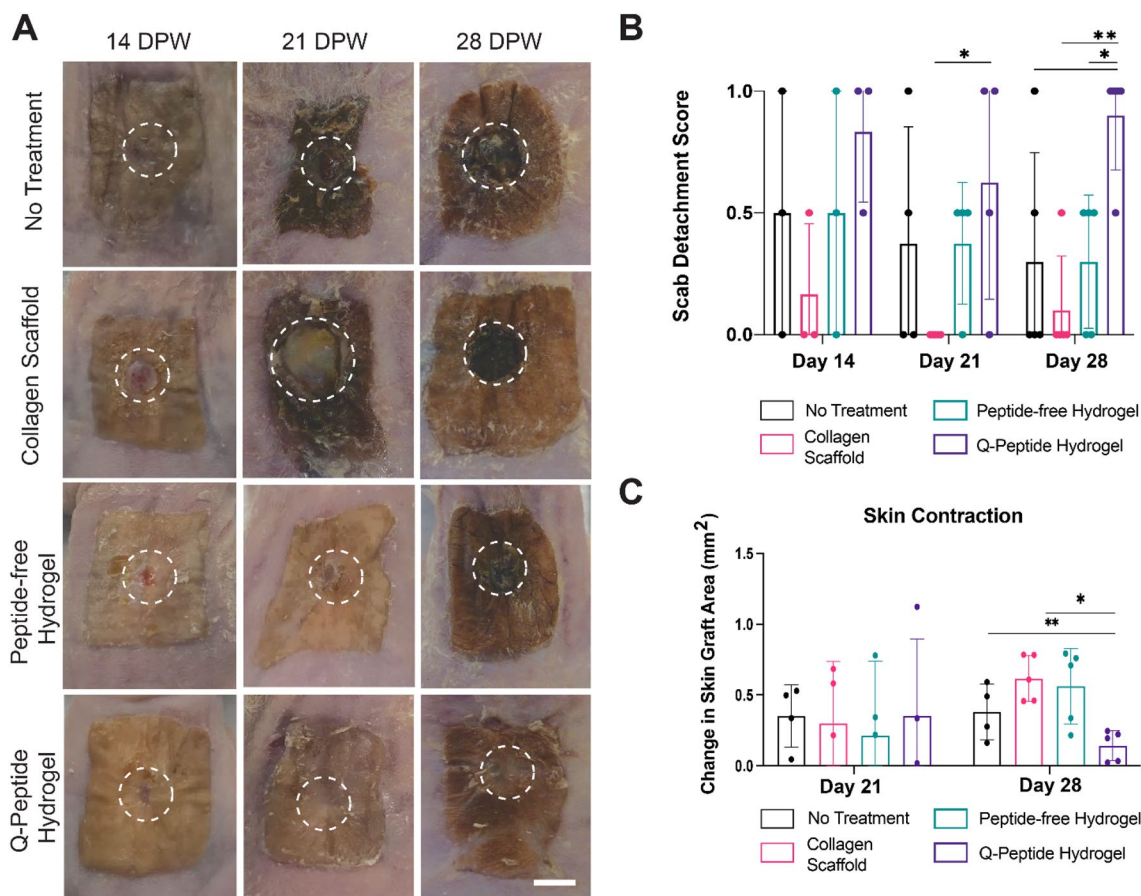 A
14 DPW
21 DPW
28 DPW
No Treatment
Collagen Scaffold
Peptide-free
Hydrogel
Q-Peptide
Hydrogel
B
**
*
*
Scab Detachment Score
1.0
0.5
0.0
Day 14
Day 21
Day 28
No Treatment
Peptide-free Hydrogel
Collagen
Scaffold
Q-Peptide Hydrogel
C
Skin Contraction
Change in Skin Graft Area (mm²)
1.5
1.0
0.5
0.0
*
**
Day 21
Day 28
No Treatment
Peptide-free Hydrogel
Collagen
Scaffold
Q-Peptide Hydrogel